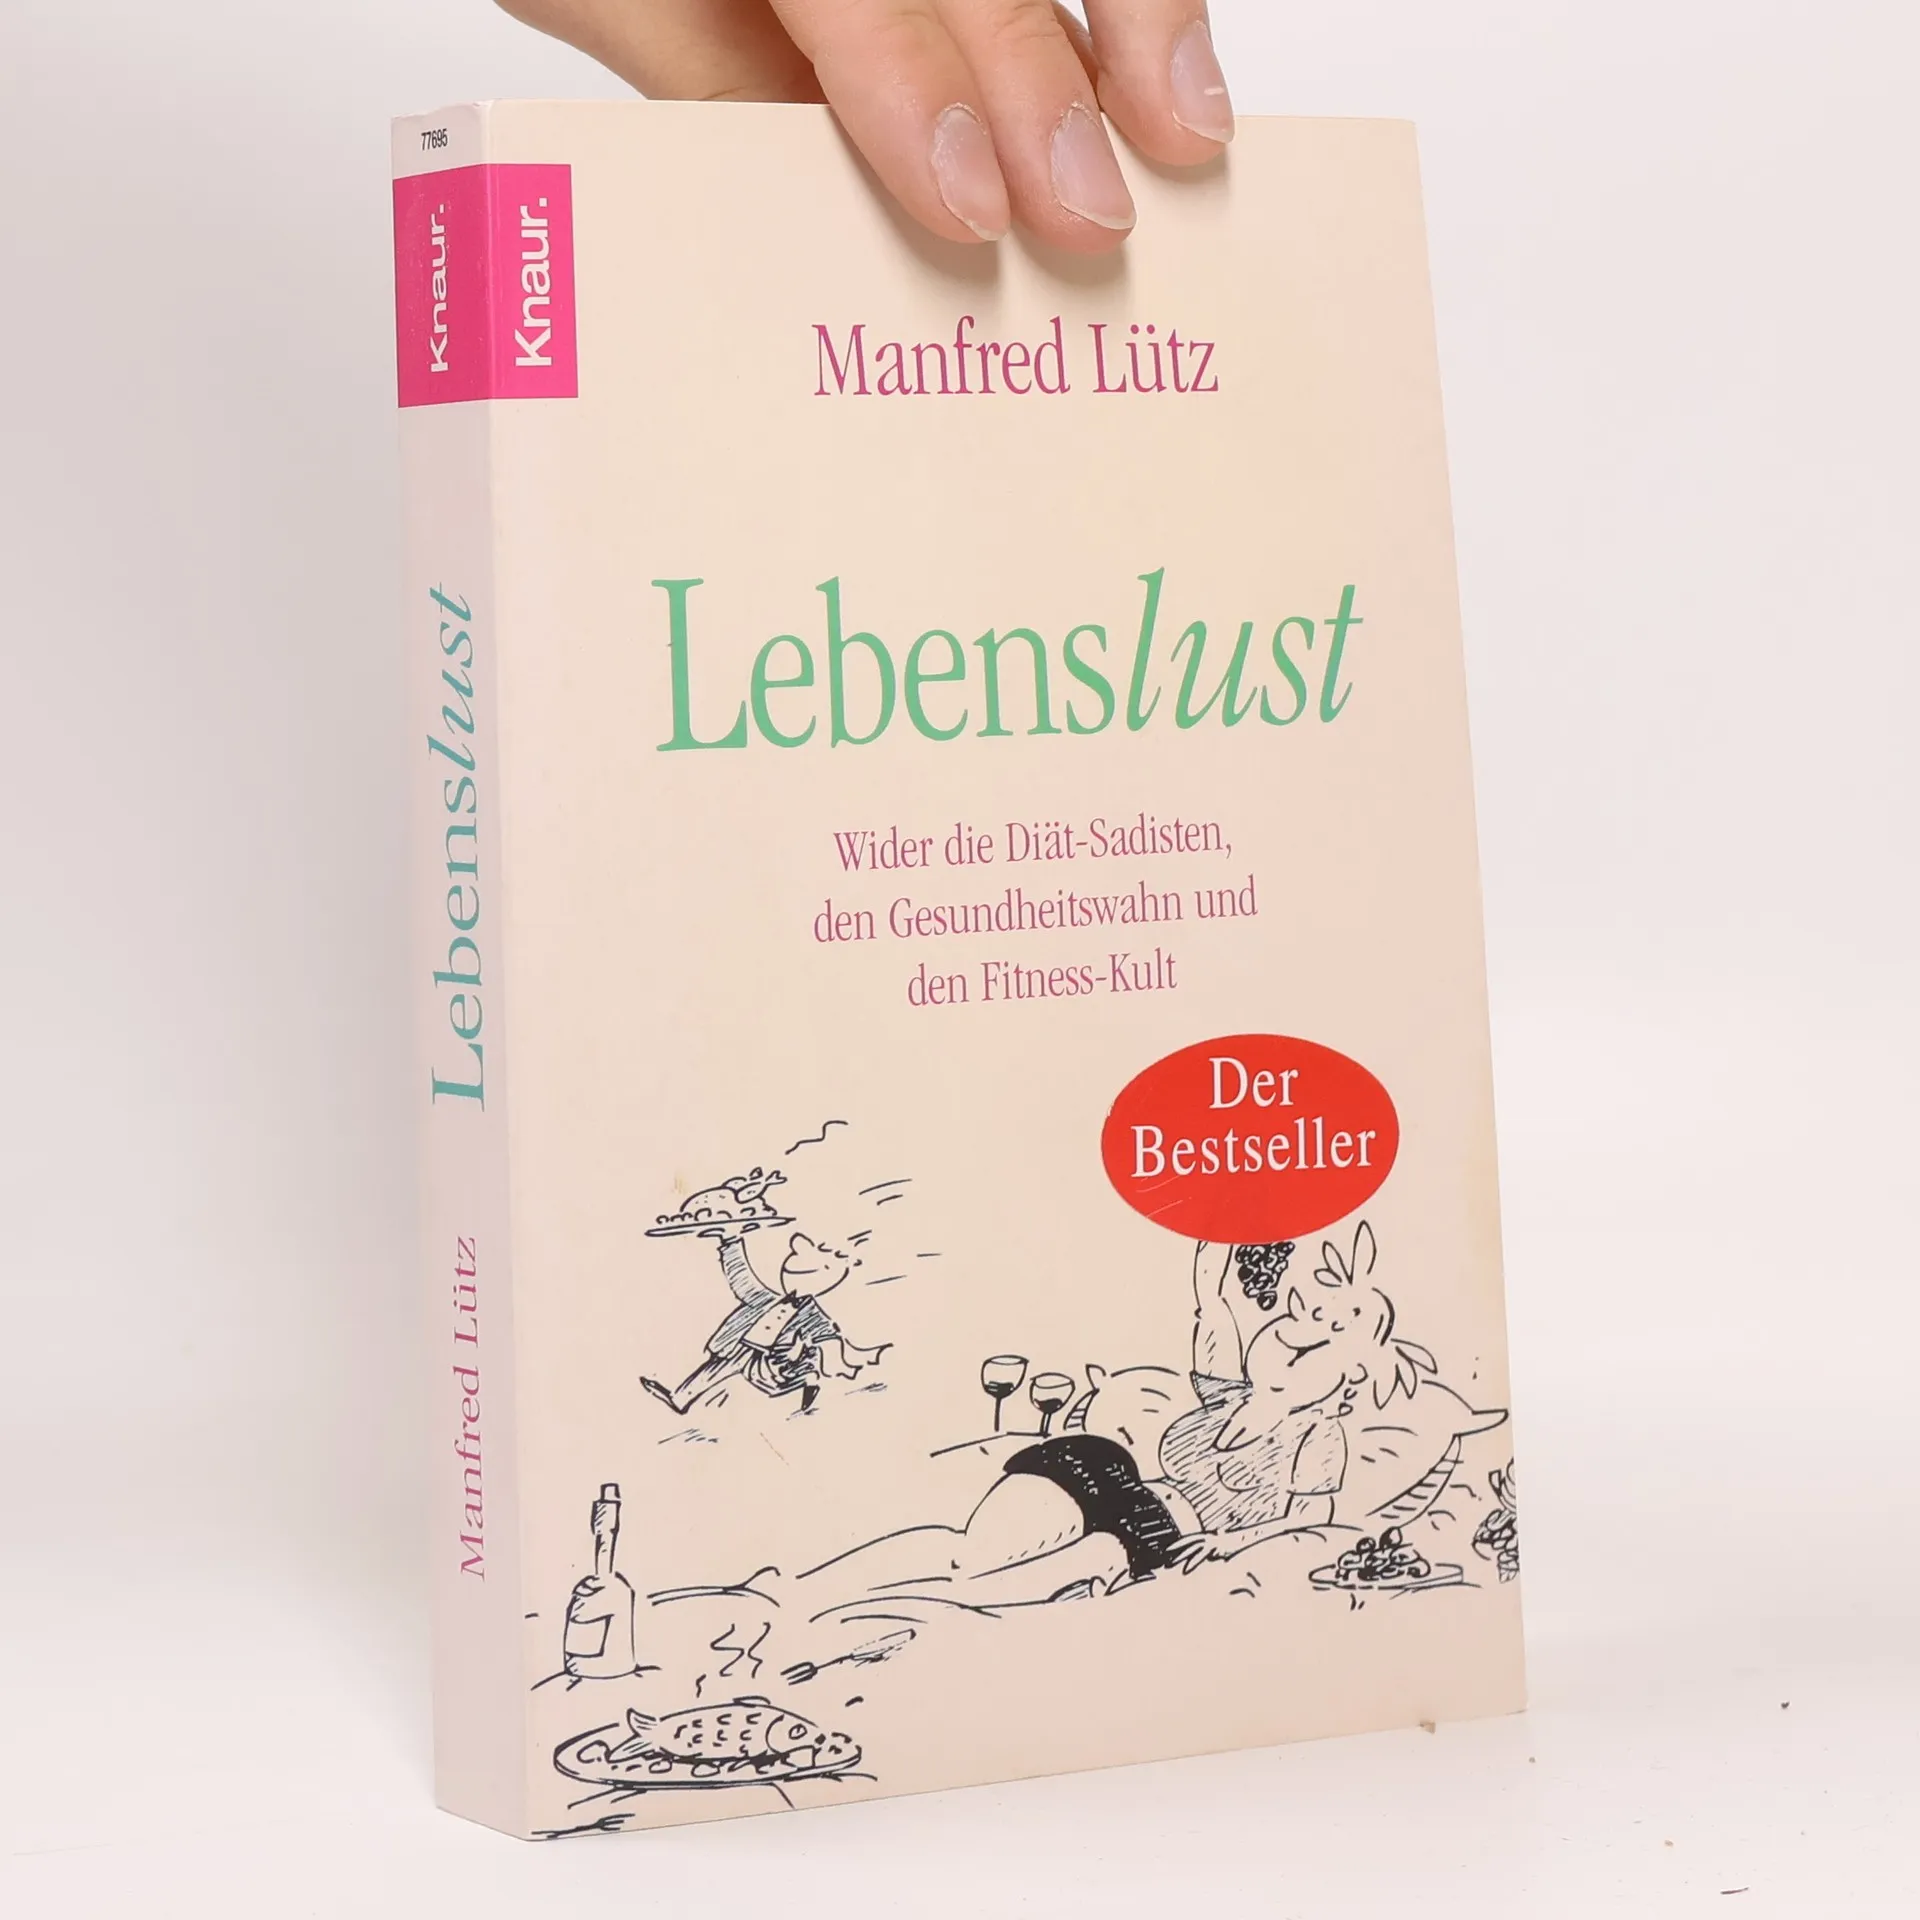 77695
Knaur.
Lebenslust
Manfred Lütz
Knaur.
Manfred Lütz
Lebenslust
Wider die Diät-Sadisten,
den Gesundheitswahn und
den Fitness-Kult
Der
Bestseller